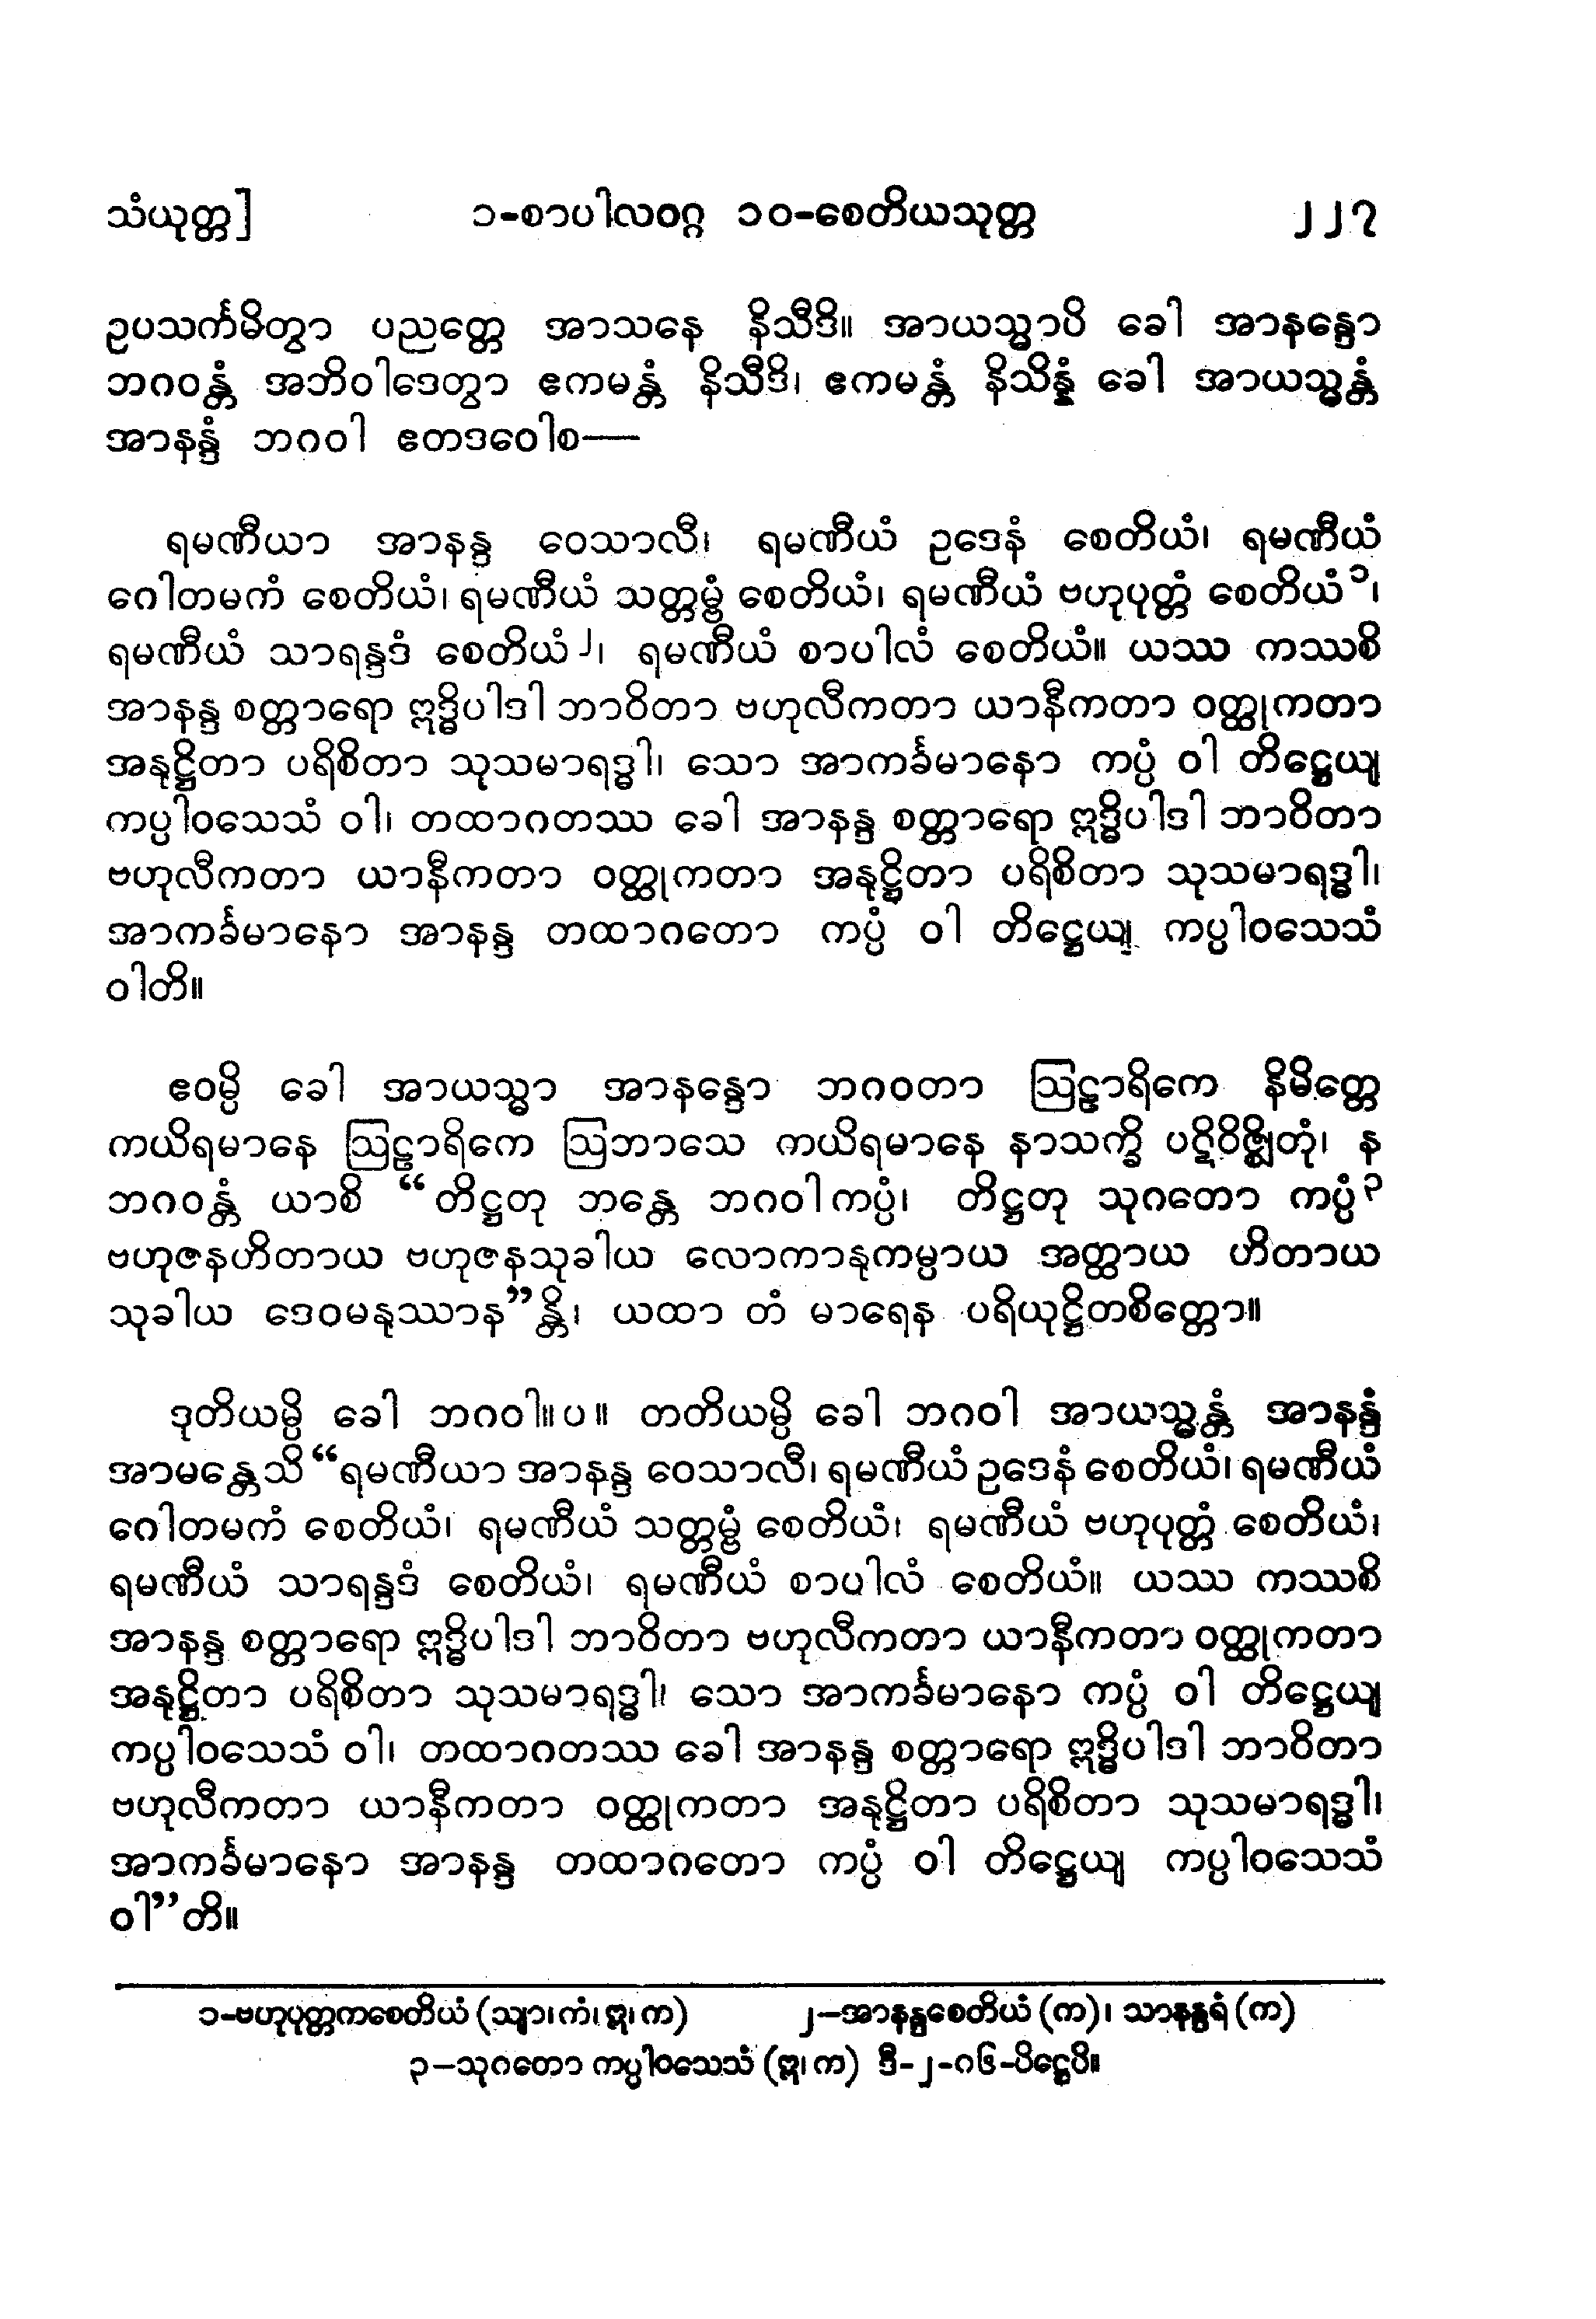 သံယုတ္တ] ၁-စာပါလဝဂ္ဂ ၁၀-စေတိယသုတ္တ ၂၂၇
ဥပသင်္ကမိတွာ ပညတ္တေ အာသနေ နိသီဒိ။ အာယသ္မာပိ ခေါ အာနန္ဒော
ဘဂဝန္တံ အဘိဝါဒေတွာ ဧကမန္တံ နိသီဒိ၊ ဧကမန္တံ နိသိန္နံ ခေါ အာယသ္မန္တံ
အာနန္ဒံ ဘဂဝါ ဧတဒဝေါစ—
ရမဏီယာ အာနန္ဒ ဝေသာလီ၊ ရမဏီယံ ဥဒေနံ စေတိယံ၊ ရမဏီယံ
ဂေါတမကံ စေတိယံ၊ ရမဏီယံ သတ္တမ္ဗံ စေတိယံ၊ ရမဏီယံ ဗဟုပုတ္တံ စေတိယံ၁၊
ရမဏီယံ သာရန္ဒဒံ စေတိယံ၂၊ ရမဏီယံ စာပါလံ စေတိယံ။ ယဿ ကဿစိ
အာနန္ဒ စတ္တာရော ဣဒ္ဓိပါဒါ ဘာဝိတာ ဗဟုလီကတာ ယာနီကတာ ဝတ္ထုကတာ
အနုဋ္ဌိတာ ပရိစိတာ သုသမာရဒ္ဓါ၊ သော အာကင်္ခမာနော ကပ္ပံ ဝါ တိဋ္ဌေယျ
ကပ္ပါဝသေသံ ဝါ၊ တထာဂတဿ ခေါ အာနန္ဒ စတ္တာရော ဣဒ္ဓိပါဒါ ဘာဝိတာ
ဗဟုလီကတာ ယာနီကတာ ဝတ္ထုကတာ အနုဋ္ဌိတာ ပရိစိတာ သုသမာရဒ္ဓါ၊
အာကင်္ခမာနော အာနန္ဒ တထာဂတော ကပ္ပံ ဝါ တိဋ္ဌေယျ ကပ္ပါဝသေသံ
ဝါတိ။
ဧဝမ္ပိ ခေါ အာယသ္မာ အာနန္ဒော ဘဂဝတာ ဩဠာရိကေ နိမိတ္တေ
ကယိရမာနေ ဩဠာရိကေ ဩဘာသေ ကယိရမာနေ နာသက္ခိ ပဋိဝိဇ္ဈိတုံ၊ န
ဘဂဝန္တံ ယာစိ “တိဋ္ဌတု ဘန္တေ ဘဂဝါ ကပ္ပံ၊ တိဋ္ဌတု သုဂတော ကပ္ပံ၃
ဗဟုဇနဟိတာယ ဗဟုဇနသုခါယ လောကာနုကမ္ပာယ အတ္ထာယ ဟိတာယ
သုခါယ ဒေဝမနုဿာန”န္တိ၊ ယထာ တံ မာရေန ပရိယုဋ္ဌိတစိတ္တော။
ဒုတိယမ္ပိ ခေါ ဘဂဝါ။ပ။ တတိယမ္ပိ ခေါ ဘဂဝါ အာယသ္မန္တံ အာနန္ဒံ
အာမန္တေသိ “ရမဏီယာ အာနန္ဒ ဝေသာလီ၊ ရမဏီယံ ဥဒေနံ စေတိယံ၊ ရမဏီယံ
ဂေါတမကံ စေတိယံ၊ ရမဏီယံ သတ္တမ္ဗံ စေတိယံ၊ ရမဏီယံ ဗဟုပုတ္တံ စေတိယံ၊
ရမဏီယံ သာရန္ဒဒံ စေတိယံ၊ ရမဏီယံ စာပါလံ စေတိယံ။ ယဿ ကဿစိ
အာနန္ဒ စတ္တာရော ဣဒ္ဓိပါဒါ ဘာဝိတာ ဗဟုလီကတာ ယာနီကတာ ဝတ္ထုကတာ
အနုဋ္ဌိတာ ပရိစိတာ သုသမာရဒ္ဓါ၊ သော အာကင်္ခမာနော ကပ္ပံ ဝါ တိဋ္ဌေယျ
ကပ္ပါဝသေသံ ဝါ၊ တထာဂတဿ ခေါ အာနန္ဒ စတ္တာရော ဣဒ္ဓိပါဒါ ဘာဝိတာ
ဗဟုလီကတာ ယာနီကတာ ဝတ္ထုကတာ အနုဋ္ဌိတာ ပရိစိတာ သုသမာရဒ္ဓါ၊
အာကင်္ခမာနော အာနန္ဒ တထာဂတော ကပ္ပံ ဝါ တိဋ္ဌေယျ ကပ္ပါဝသေသံ
ဝါ”တိ။
၁-ဗဟုပုတ္တကစေတိယံ (သျာ၊ ကံ၊ ဣ၊ က) ၂-အာနန္ဒစေတိယံ (က)၊ သာနန္ဒရံ (က)
၃-သုဂတော ကပ္ပါဝသေသံ (ဣ၊ က) ဒီ-၂-၈၆-ပိဋ္ဌေပိ။